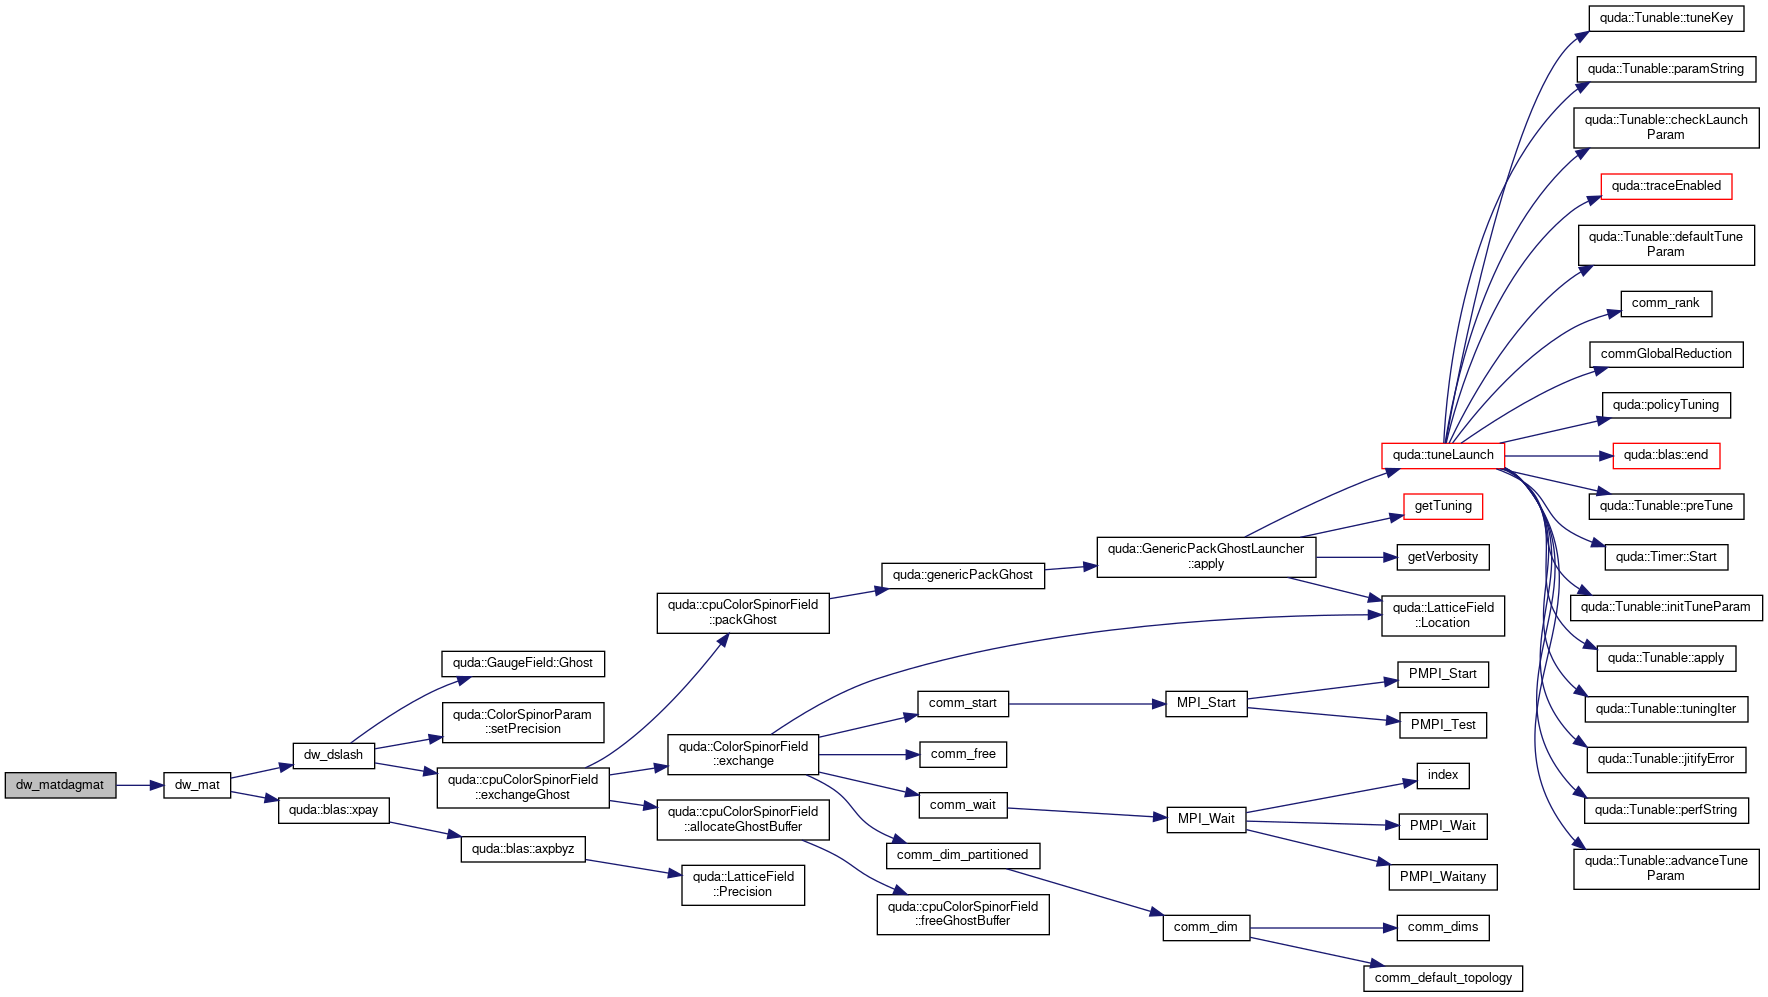 dw_matdagmat
dw_mat
dw_dslash
quda::blas::xpay
quda::GaugeField::Ghost
quda::ColorSpinorParam
::setPrecision
quda::cpuColorSpinorField
::exchangeGhost
quda::blas::axpbyz
quda::cpuColorSpinorField
::packGhost
quda::ColorSpinorField
::exchange
quda::cpuColorSpinorField
::allocateGhostBuffer
quda::LatticeField
::Precision
quda::genericPackGhost
comm_start
comm_free
comm_wait
comm_dim_partitioned
quda::cpuColorSpinorField
::freeGhostBuffer
quda::GenericPackGhostLauncher
::apply
MPI_Start
MPI_Wait
comm_dim
quda::tuneLaunch
getTuning
getVerbosity
quda::LatticeField
::Location
PMPI_Start
PMPI_Test
index
PMPI_Wait
PMPI_Waitany
comm_dims
comm_default_topology
quda::Tunable::tuneKey
quda::Tunable::paramString
quda::Tunable::checkLaunch
Param
quda::traceEnabled
quda::Tunable::defaultTune
Param
comm_rank
commGlobalReduction
quda::policyTuning
quda::blas::end
quda::Tunable::preTune
quda::Timer::Start
quda::Tunable::initTuneParam
quda::Tunable::apply
quda::Tunable::tuningIter
quda::Tunable::jitifyError
quda::Tunable::perfString
quda::Tunable::advanceTune
Param